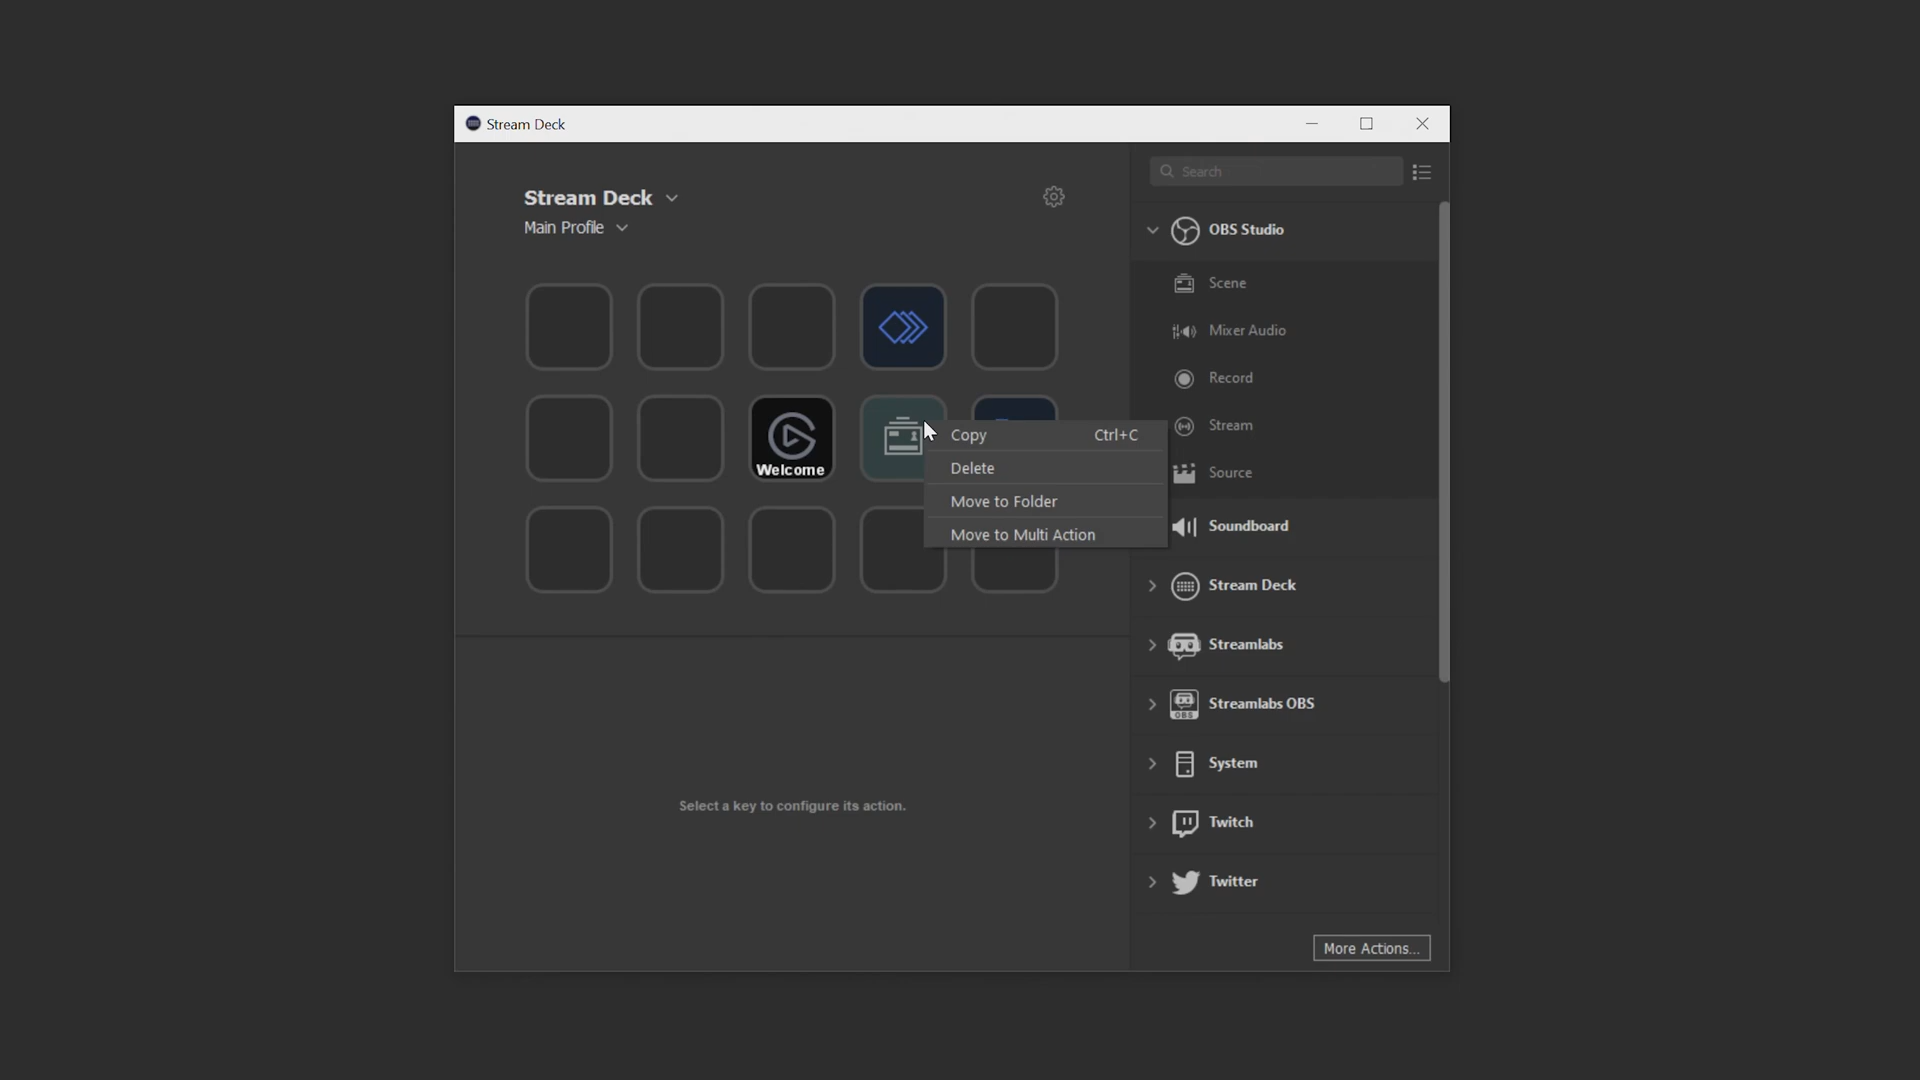 Stream Deck
Search
Stream Deck
Main Profile
OBS Studio
Scene
Mixer Audio
Record
Stream
Source
Welcome
Copy Ctrl+C
Delete
Move to Folder
Move to Multi Action
Soundboard
Stream Deck
Streamlabs
OBS
Streamlabs OBS
System
Twitch
Twitter
Select a key to configure its action.
More Actions...